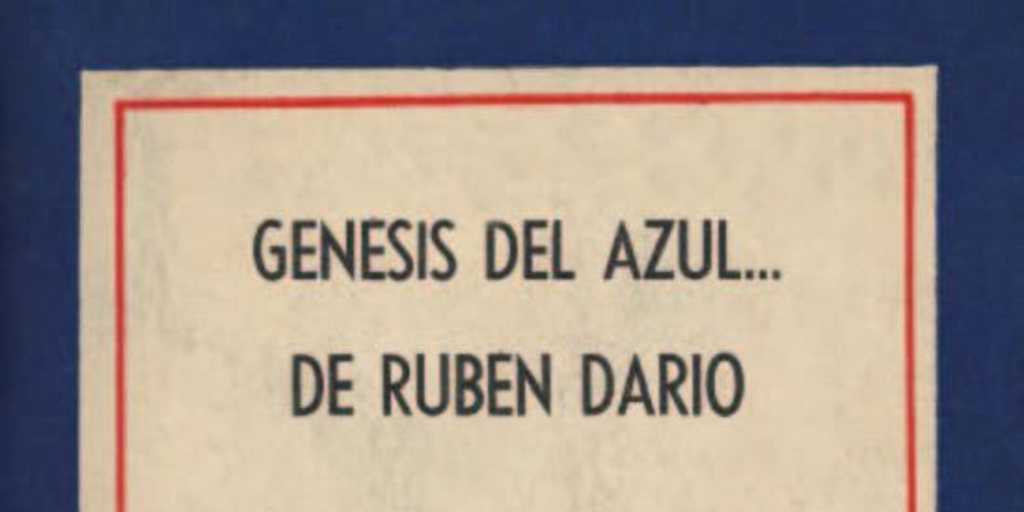 GENESIS DEL AZUL...
DE RUBEN DARIO